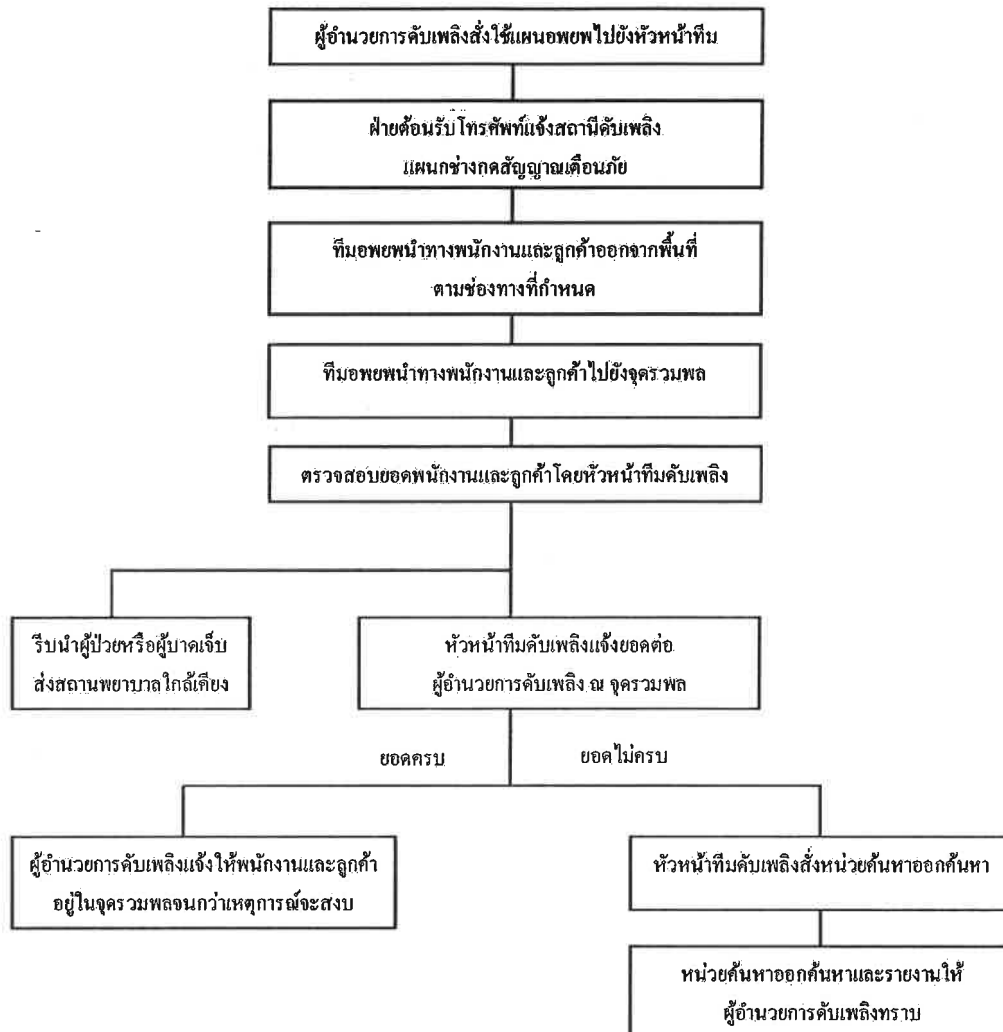 ผู้อำนวยการดับเพลิงสั่งใช้แผนอพยพไปยังหัวหน้าทีม
ฝ่ายต้อนรับโทรศัพท์แจ้งสถานีดับเพลิง
แผนกช่างกดสัญญาณเตือนภัย
ทีมอพยพนำทางพนักงานและลูกค้าออกจากพื้นที่
ตามช่องทางที่กำหนด
ทีมอพยพนำทางพนักงานและลูกค้าไปยังจุดรวมพล
ตรวจสอบยอดพนักงานและลูกค้าโดยหัวหน้าทีมดับเพลิง
รีบนำผู้ป่วยหรือผู้บาดเจ็บ
ส่งสถานพยาบาลใกล้เคียง
หัวหน้าทีมดับเพลิงแจ้งยอดต่อ
ผู้อำนวยการดับเพลิง ณ จุดรวมพล
ยอดครบ
ยอดไม่ครบ
ผู้อำนวยการดับเพลิงแจ้งให้พนักงานและลูกค้า
อยู่ในจุดรวมพลจนกว่าเหตุการณ์จะสงบ
หัวหน้าทีมดับเพลิงสั่งหน่วยค้นหาออกค้นหา
หน่วยค้นหาออกค้นหาและรายงานให้
ผู้อำนวยการดับเพลิงทราบ